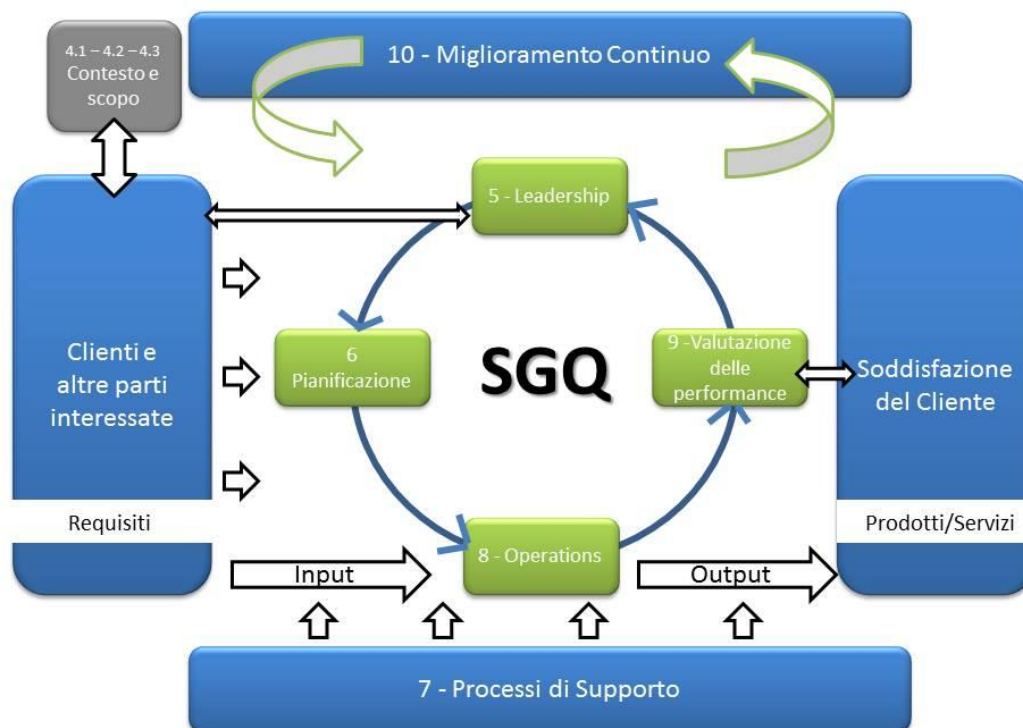 4.1 – 4.2 – 4.3
Contesto e
scopo
10 - Miglioramento Continuo
5 - Leadership
Clienti e
altre parti
interessate
6
Pianificazione
SGQ
9 -Valutazione
delle
performance
Soddisfazione
del Cliente
Requisiti
Prodotti/Servizi
8 - Operations
Input
Output
7 - Processi di Supporto